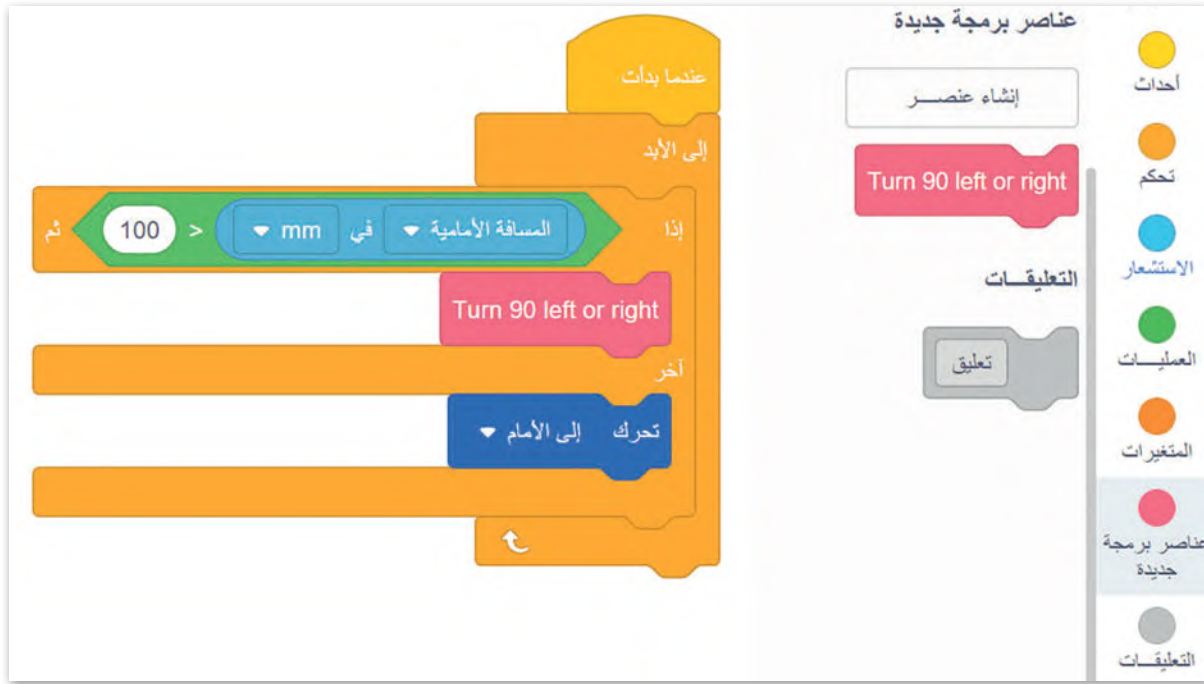 عناصر برمجة جديدة
إنشاء عنصـــر
Turn 90 left or right
التعليقـــات
تعليق
أحداث
تحكم
الاستشعار
العمليـــات
المتغيرات
عناصر برمجة
جديدة
التعليقـــات
عندما بدأت
إلى الأبد
إذا المسافة الأمامية في mm > 100 ثم
Turn 90 left or right
آخر
تحرك إلى الأمام